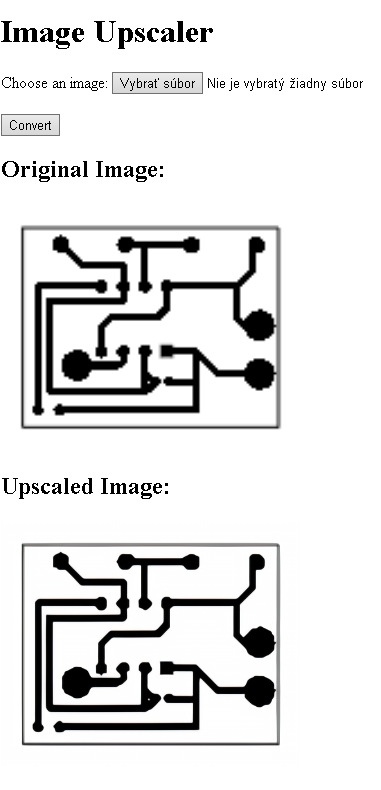 Image Upscaler
Choose an image: Vybrať súbor Nie je vybratý žiadny súbor
Convert
Original Image:
Upscaled Image: